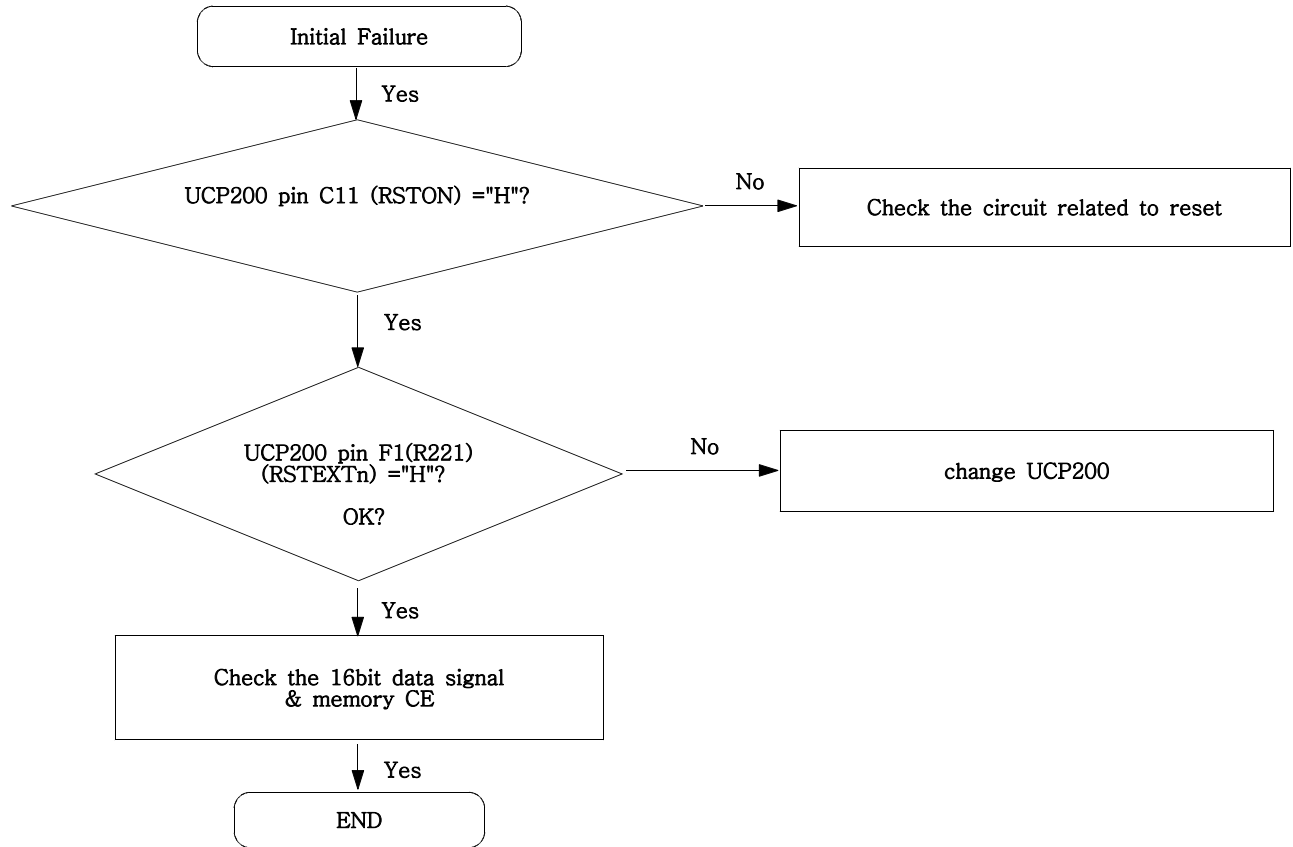 Initial Failure
Yes
UCP200 pin C11 (RSTON) ="H"?
No
Check the circuit related to reset
Yes
UCP200 pin F1(R221)
(RSTEXTn) ="H"?
OK?
No
change UCP200
Yes
Check the 16bit data signal
& memory CE
Yes
END